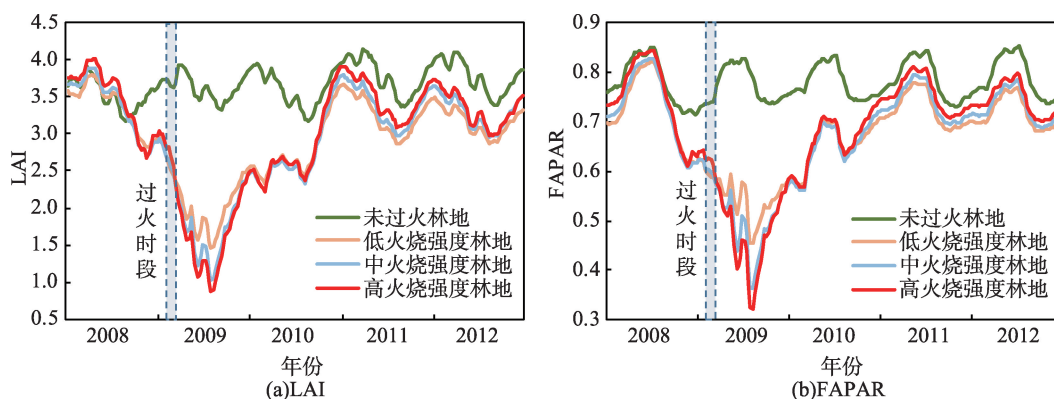 4.5
4.0
3.5
3.0
2.5
2.0
1.5
1.0
0.5
LAI
过火时段
未过火林地
低火烧强度林地
中火烧强度林地
高火烧强度林地
2008 2009 2010 2011 2012
年份
(a)LAI
0.9
0.8
0.7
0.6
0.5
0.4
0.3
FAPAR
过火时段
未过火林地
低火烧强度林地
中火烧强度林地
高火烧强度林地
2008 2009 2010 2011 2012
年份
(b)FAPAR